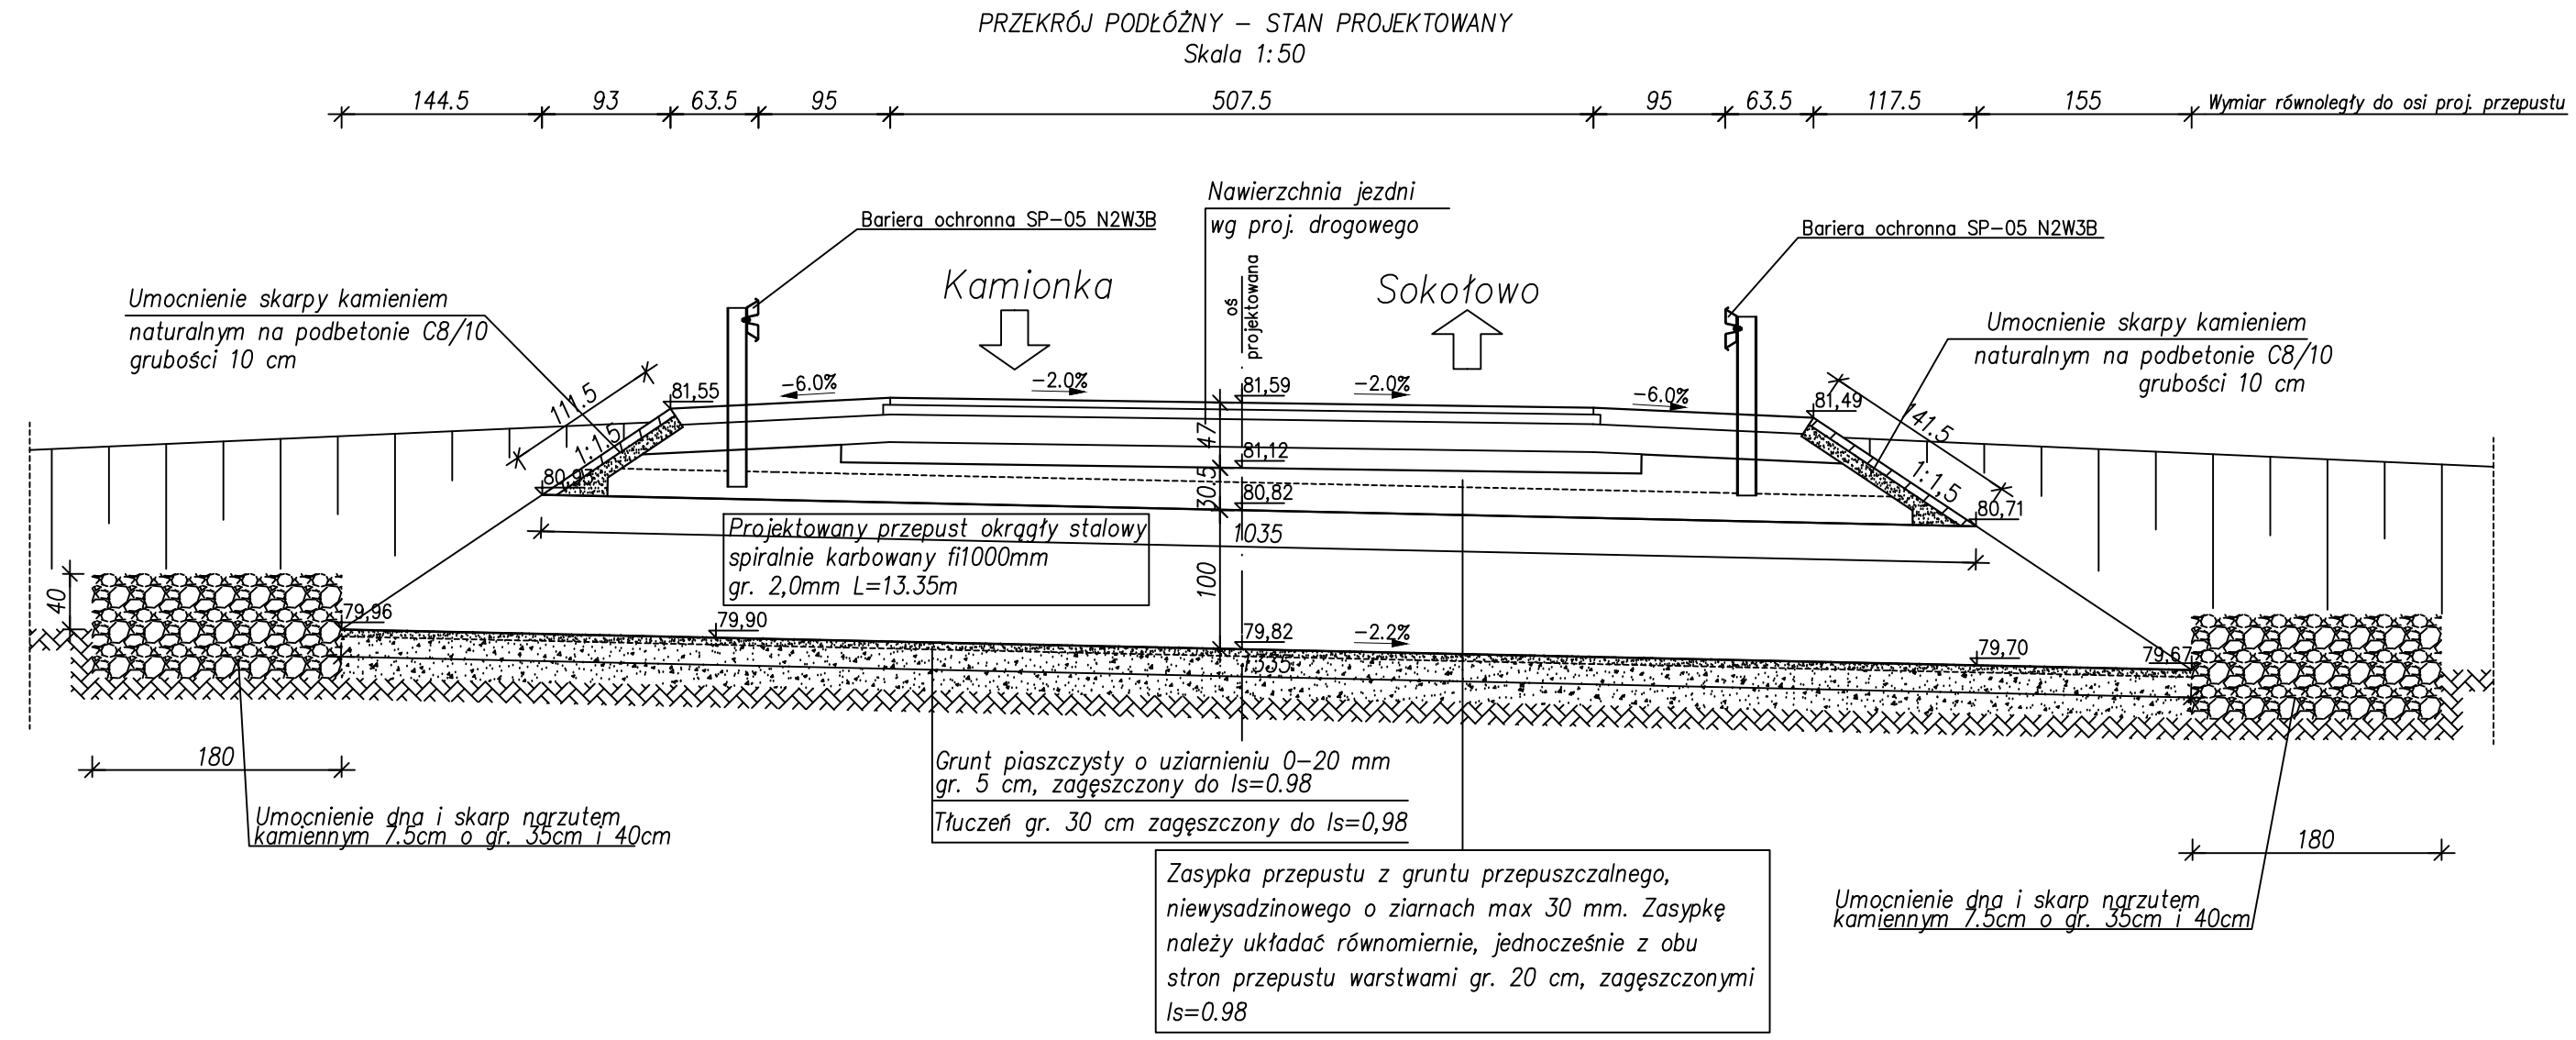 PRZEKRÓJ PODŁÓŻNY – STAN PROJEKTOWANY
Skala 1:50
144.5
93
63.5
95
507.5
95
63.5
117.5
155
Wymiar równoległy do osi proj. przepustu
Nawierzchnia jezdni
wg proj. drogowego
Bariera ochronna SP-05 N2W3B
Bariera ochronna SP-05 N2W3B
oś
projektowana
Kamionka
Sokołowo
Umocnienie skarpy kamieniem
naturalnym na podbetonie C8/10
grubości 10 cm
Umocnienie skarpy kamieniem
naturalnym na podbetonie C8/10
grubości 10 cm
111.5
1:1.5
81,55
-6.0%
-2.0%
81,59
-2.0%
-6.0%
81,49
141.5
1:1,5
47
81,12
80,97
30.5
80,82
80,71
1035
Projektowany przepust okrągły stalowy
spiralnie karbowany fi1000mm
gr. 2,0mm L=13.35m
100
40
79,96
79,90
79,82
-2.2%
79,70
79,67
1335
180
180
Grunt piaszczysty o uziarnieniu 0-20 mm
gr. 5 cm, zagęszczony do Is=0.98
Tłuczeń gr. 30 cm zagęszczony do Is=0,98
Umocnienie dna i skarp narzutem
kamiennym 7.5cm o gr. 35cm i 40cm
Zasypka przepustu z gruntu przepuszczalnego,
niewysadzinowego o ziarnach max 30 mm. Zasypkę
należy układać równomiernie, jednocześnie z obu
stron przepustu warstwami gr. 20 cm, zagęszczonymi
Is=0.98
Umocnienie dna i skarp narzutem
kamiennym 7.5cm o gr. 35cm i 40cm